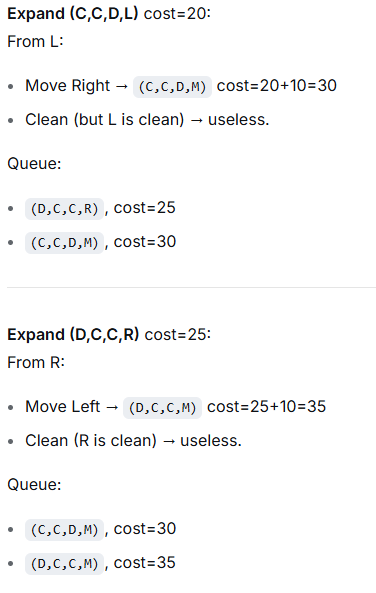 Expand (C,C,D,L) cost=20:
From L:
• Move Right → (C,C,D,M) cost=20+10=30
• Clean (but L is clean) → useless.
Queue:
• (D,C,C,R) , cost=25
• (C,C,D,M) , cost=30
Expand (D,C,C,R) cost=25:
From R:
• Move Left → (D,C,C,M) cost=25+10=35
• Clean (R is clean) → useless.
Queue:
• (C,C,D,M) , cost=30
• (D,C,C,M) , cost=35